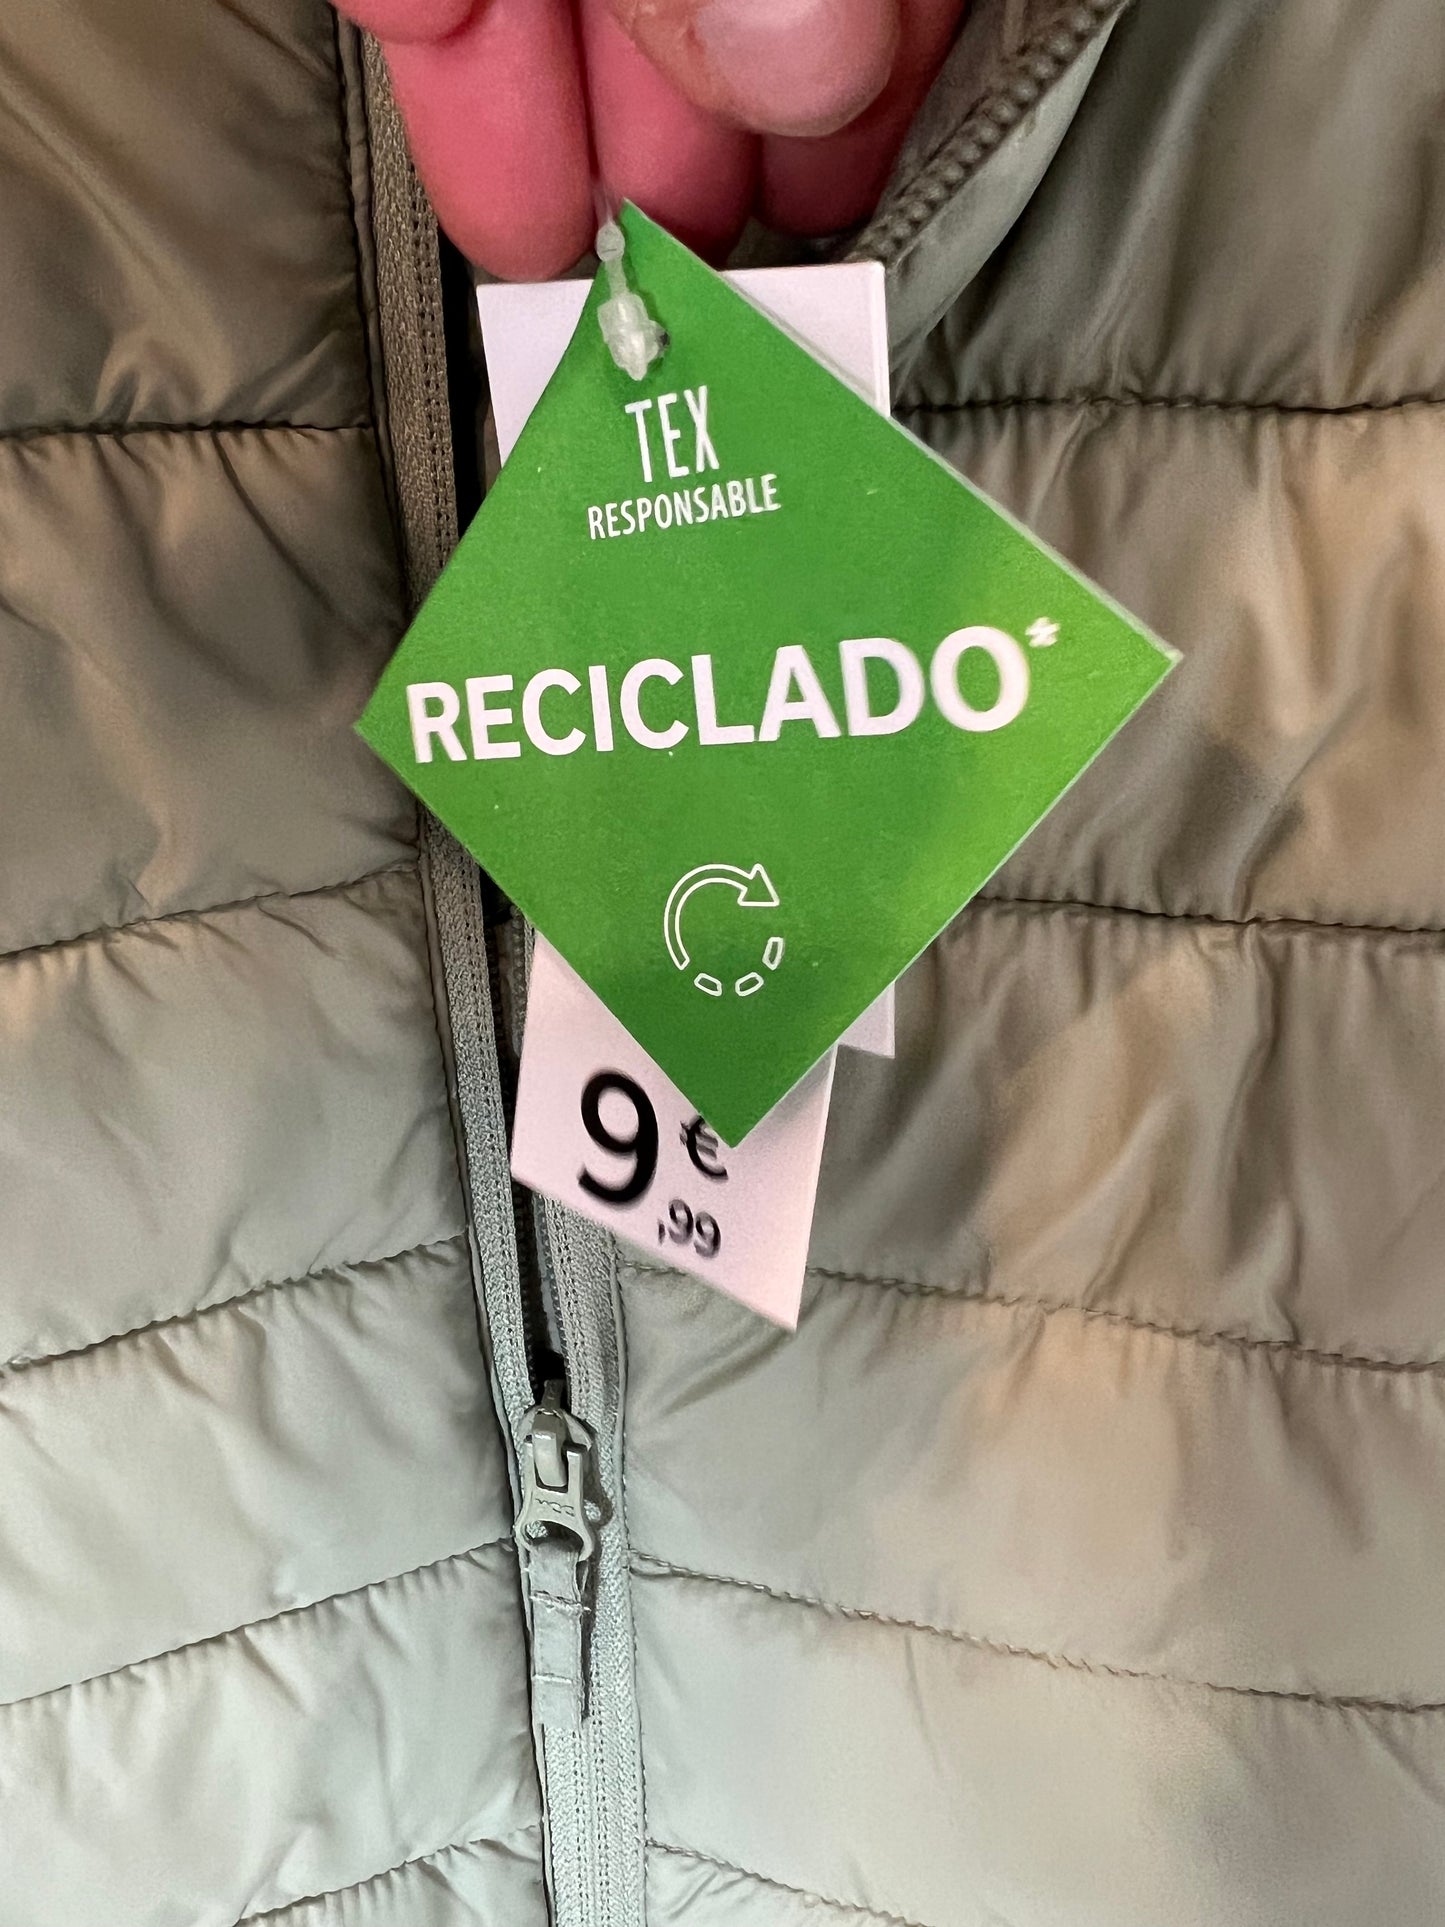 TEX
RESPONSABLE
RECICLADO*
9 €
,99